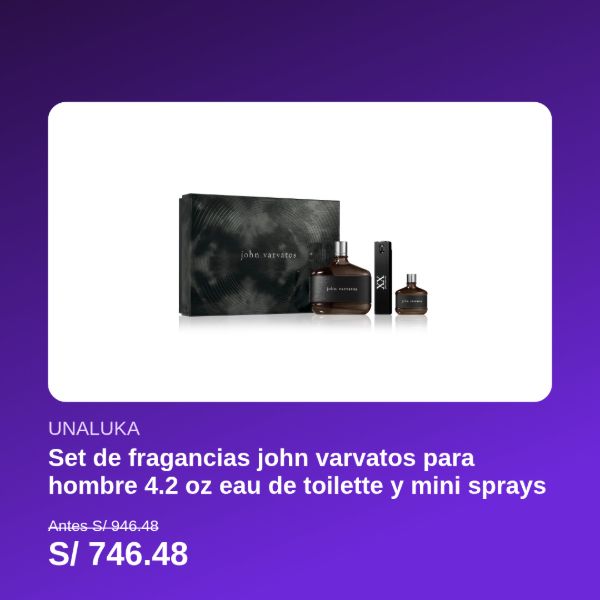 john varvatos
john varvatos
XX
UNALUKA
Set de fragancias john varvatos para
hombre 4.2 oz eau de toilette y mini sprays
Antes S/ 946.48
S/ 746.48